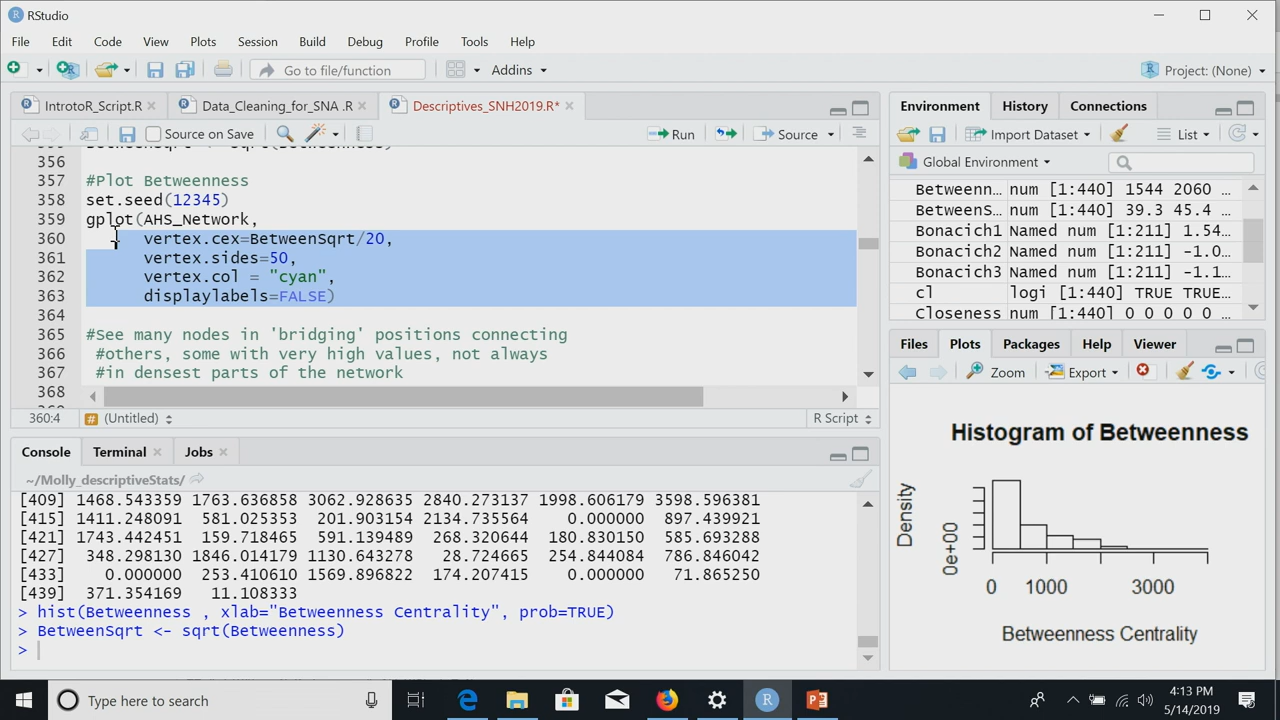 RStudio
File Edit Code View Plots Session Build Debug Profile Tools Help
Go to file/function Addins Project: (None)
IntrotoR_Script.R Data_Cleaning_for_SNA .R Descriptives_SNH2019.R*
Source on Save Run Source
356
357 #Plot Betweenness
358 set.seed(12345)
359 gplot(AHS_Network,
360 vertex.cex=BetweenSqrt/20,
361 vertex.sides=50,
362 vertex.col = "cyan",
363 displaylabels=FALSE)
364
365 #See many nodes in 'bridging' positions connecting
366 #others, some with very high values, not always
367 #in densest parts of the network
368
360:4 (Untitled) R Script
Console Terminal Jobs
~/Molly_descriptiveStats/
[409] 1468.543359 1763.636858 3062.928635 2840.273137 1998.606179 3598.596381
[415] 1411.248091 581.025353 201.903154 2134.735564 0.000000 897.439921
[421] 1743.442451 159.718465 591.139489 268.320644 180.830150 585.693288
[427] 348.298130 1846.014179 1130.643278 28.724665 254.844084 786.846042
[433] 0.000000 253.410610 1569.896822 174.207415 0.000000 71.865250
[439] 371.354169 11.108333
> hist(Betweenness , xlab="Betweenness Centrality", prob=TRUE)
> BetweenSqrt <- sqrt(Betweenness)
>
Environment History Connections
Import Dataset List
Global Environment
Betweenn… num [1:440] 1544 2060 …
BetweenS… num [1:440] 39.3 45.4 …
Bonacich1 Named num [1:211] 1.54…
Bonacich2 Named num [1:211] -1.0…
Bonacich3 Named num [1:211] -1.1…
cl logi [1:440] TRUE TRUE…
Closeness num [1:440] 0 0 0 0 0 …
Files Plots Packages Help Viewer
Zoom Export
Histogram of Betweenness
Density
0e+00
0 1000 3000
Betweenness Centrality
Type here to search
4:13 PM
5/14/2019